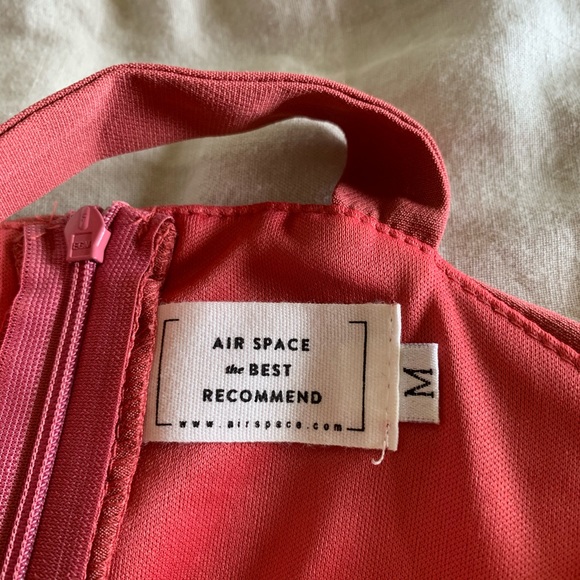 AIR SPACE
the BEST
RECOMMEND
www.airspace.com
M